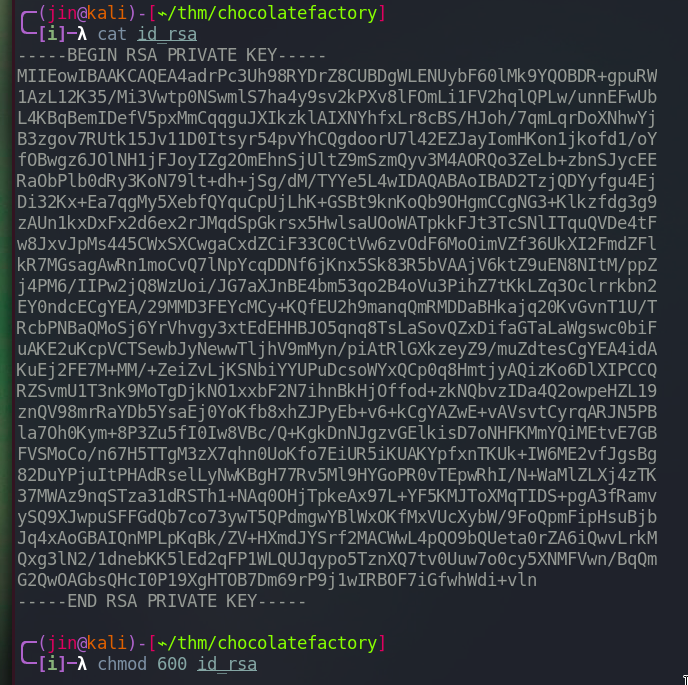 (jin@kali)-[~/thm/chocolatefactory]
[i]-λ cat id_rsa
-----BEGIN RSA PRIVATE KEY-----
MIIEowIBAAKCAQEA4adrPc3Uh98RYDrZ8CUBDgWLENUybF60lMk9YQOBDR+gpuRW
1AzL12K35/Mi3Vwtp0NSwmlS7ha4y9sv2kPXv8lFOmLi1FV2hqlQPLw/unnEFwUb
L4KBqBemIDefV5pxMmCqqguJXIkzklAIXNYhfxLr8cBS/HJoh/7qmLqrDoXNhwYj
B3zgov7RUtk15Jv11D0Itsyr54pvYhCQgdoorU7l42EZJayIomHKon1jkofd1/oY
fOBwgz6JOlNH1jFJoyIZg2OmEhnSjUltZ9mSzmQyv3M4AORQo3ZeLb+zbnSJycEE
RaObPlb0dRy3KoN79lt+dh+jSg/dM/TYYe5L4wIDAQABAoIBAD2TzjQDYyfgu4Ej
Di32Kx+Ea7qgMy5XebfQYquCpUjLhK+GSBt9knKoQb9OHgmCCgNG3+Klkzfdg3g9
zAUn1kxDxFx2d6ex2rJMqdSpGkrsx5HwlsaUOoWATpkkFJt3TcSNlITquQVDe4tF
w8JxvJpMs445CWxSXCwgaCxdZCiF33C0CtVw6zvOdF6MoOimVZf36UkXI2FmdZFl
kR7MGsagAwRn1moCvQ7lNpYcqDDNf6jKnx5Sk83R5bVAAjV6ktZ9uEN8NItM/ppZ
j4PM6/IIPw2jQ8WzUoi/JG7aXJnBE4bm53qo2B4oVu3PihZ7tKkLZq3Oclrrkbn2
EY0ndcECgYEA/29MMD3FEYcMCy+KQfEU2h9manqQmRMDDaBHkajq20KvGvnT1U/T
RcbPNBaQMoSj6YrVhvgy3xtEdEHHBJO5qnq8TsLaSovQZxDifaGTaLaWgswc0biF
uAKE2uKcpVCTSewbJyNewwTljhV9mMyn/piAtRlGXkzeyZ9/muZdtesCgYEA4idA
KuEj2FE7M+MM/+ZeiZvLjKSNbiYYUPuDcsoWYxQCp0q8HmtjyAQizKo6DlXIPCCQ
RZSvmU1T3nk9MoTgDjkNO1xxbF2N7ihnBkHjOffod+zkNQbvzIDa4Q2owpeHZL19
znQV98mrRaYDb5YsaEj0YoKfb8xhZJPyEb+v6+kCgYAZwE+vAVsvtCyrqARJN5PB
la7Oh0Kym+8P3Zu5fI0Iw8VBc/Q+KgkDnNJgzvGElkisD7oNHFKMmYQiMEtvE7GB
FVSMoCo/n67H5TTgM3zX7qhn0UoKfo7EiUR5iKUAKYpfxnTKUk+IW6ME2vfJgsBg
82DuYPjuItPHAdRselLyNwKBgH77Rv5Ml9HYGoPR0vTEpwRhI/N+WaMlZLXj4zTK
37MWAz9nqSTza31dRSTh1+NAq0OHjTpkeAx97L+YF5KMJToXMqTIDS+pgA3fRamv
ySQ9XJwpuSFFGdQb7co73ywT5QPdmgwYBlWxOKfMxVUcXybW/9FoQpmFipHsuBjb
Jq4xAoGBAIQnMPLpKqBk/ZV+HXmdJYSrf2MACWwL4pQO9bQUeta0rZA6iQwvLrkM
Qxg3lN2/1dnebKK5lEd2qFP1WLQUJqypo5TznXQ7tv0Uuw7o0cy5XNMFVwn/BqQm
G2QwOAGbsQHcI0P19XgHTOB7Dm69rP9j1wIRBOF7iGfwhWdi+vln
-----END RSA PRIVATE KEY-----
(jin@kali)-[~/thm/chocolatefactory]
[i]-λ chmod 600 id_rsa